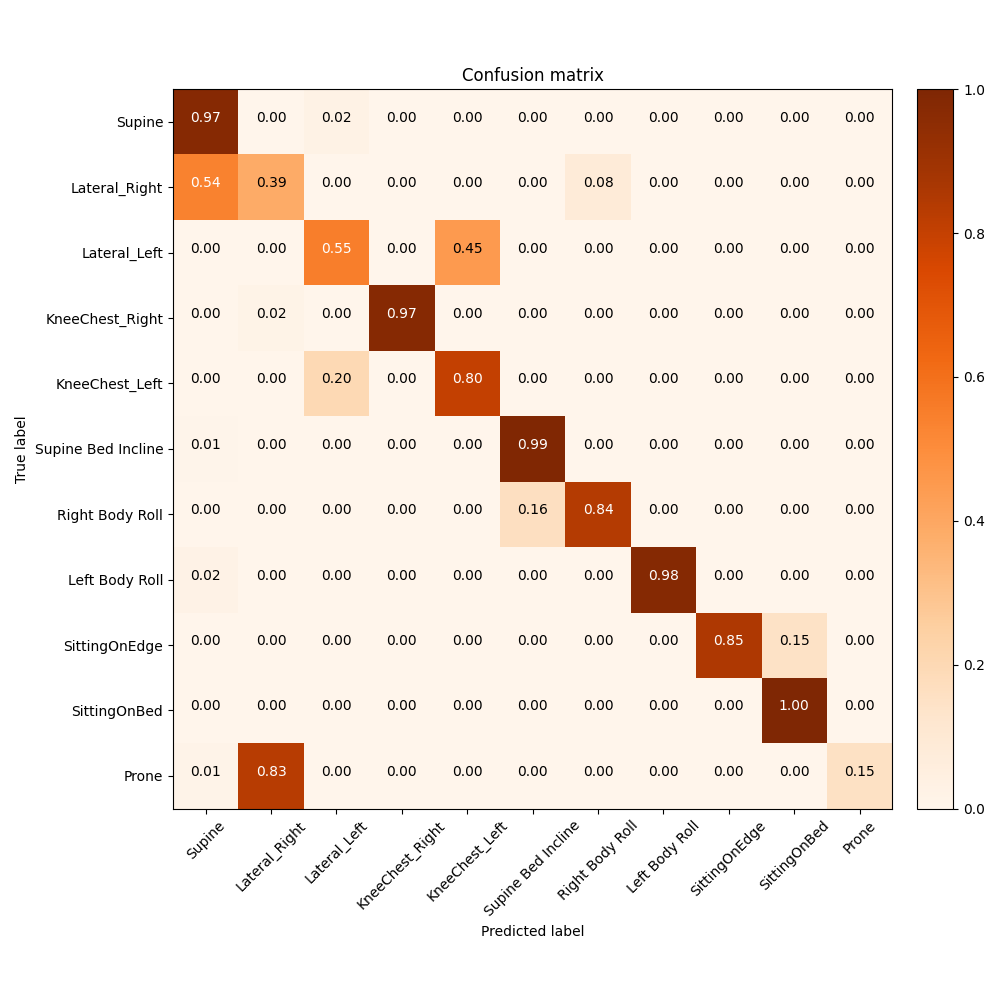 Confusion matrix
Supine 0.97 0.00 0.02 0.00 0.00 0.00 0.00 0.00 0.00 0.00 0.00
Lateral_Right 0.54 0.39 0.00 0.00 0.00 0.00 0.08 0.00 0.00 0.00 0.00
Lateral_Left 0.00 0.00 0.55 0.00 0.45 0.00 0.00 0.00 0.00 0.00 0.00
KneeChest_Right 0.00 0.02 0.00 0.97 0.00 0.00 0.00 0.00 0.00 0.00 0.00
KneeChest_Left 0.00 0.00 0.20 0.00 0.80 0.00 0.00 0.00 0.00 0.00 0.00
Supine Bed Incline 0.01 0.00 0.00 0.00 0.00 0.99 0.00 0.00 0.00 0.00 0.00
Right Body Roll 0.00 0.00 0.00 0.00 0.00 0.16 0.84 0.00 0.00 0.00 0.00
Left Body Roll 0.02 0.00 0.00 0.00 0.00 0.00 0.00 0.98 0.00 0.00 0.00
SittingOnEdge 0.00 0.00 0.00 0.00 0.00 0.00 0.00 0.00 0.85 0.15 0.00
SittingOnBed 0.00 0.00 0.00 0.00 0.00 0.00 0.00 0.00 0.00 1.00 0.00
Prone 0.01 0.83 0.00 0.00 0.00 0.00 0.00 0.00 0.00 0.00 0.15
True label
Supine
Lateral_Right
Lateral_Left
KneeChest_Right
KneeChest_Left
Supine Bed Incline
Right Body Roll
Left Body Roll
SittingOnEdge
SittingOnBed
Prone
Predicted label
1.0
0.8
0.6
0.4
0.2
0.0